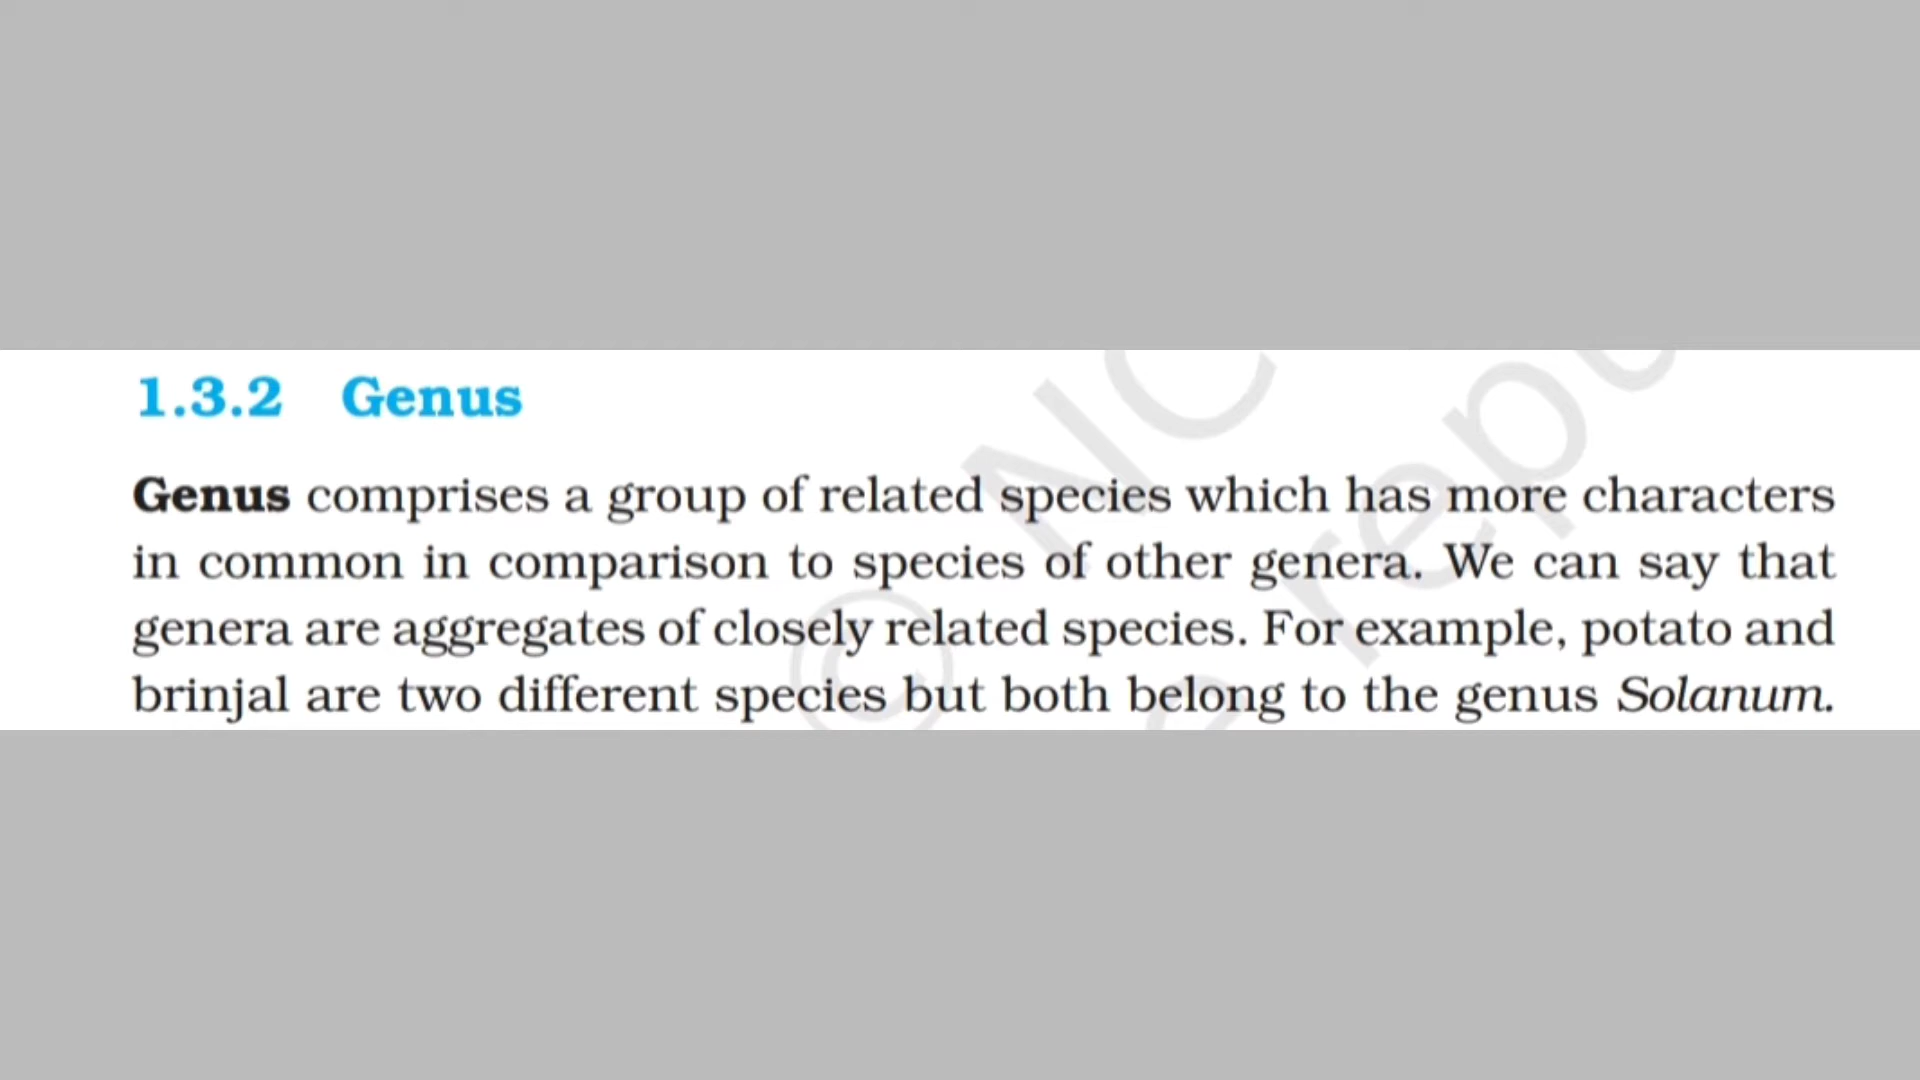 1.3.2 Genus
Genus comprises a group of related species which has more characters
in common in comparison to species of other genera. We can say that
genera are aggregates of closely related species. For example, potato and
brinjal are two different species but both belong to the genus Solanum.
© NC
repu